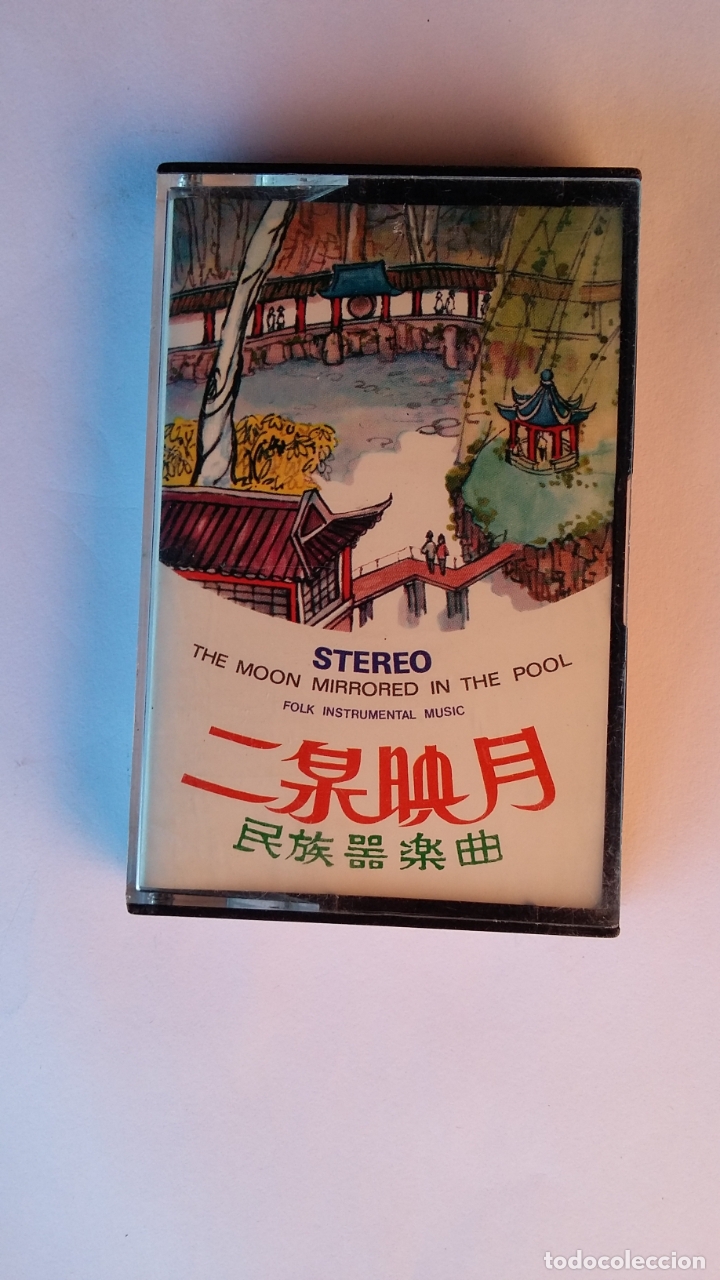 STEREO
THE MOON MIRRORED IN THE POOL
FOLK INSTRUMENTAL MUSIC
二泉映月
民族器楽曲
todocoleccion